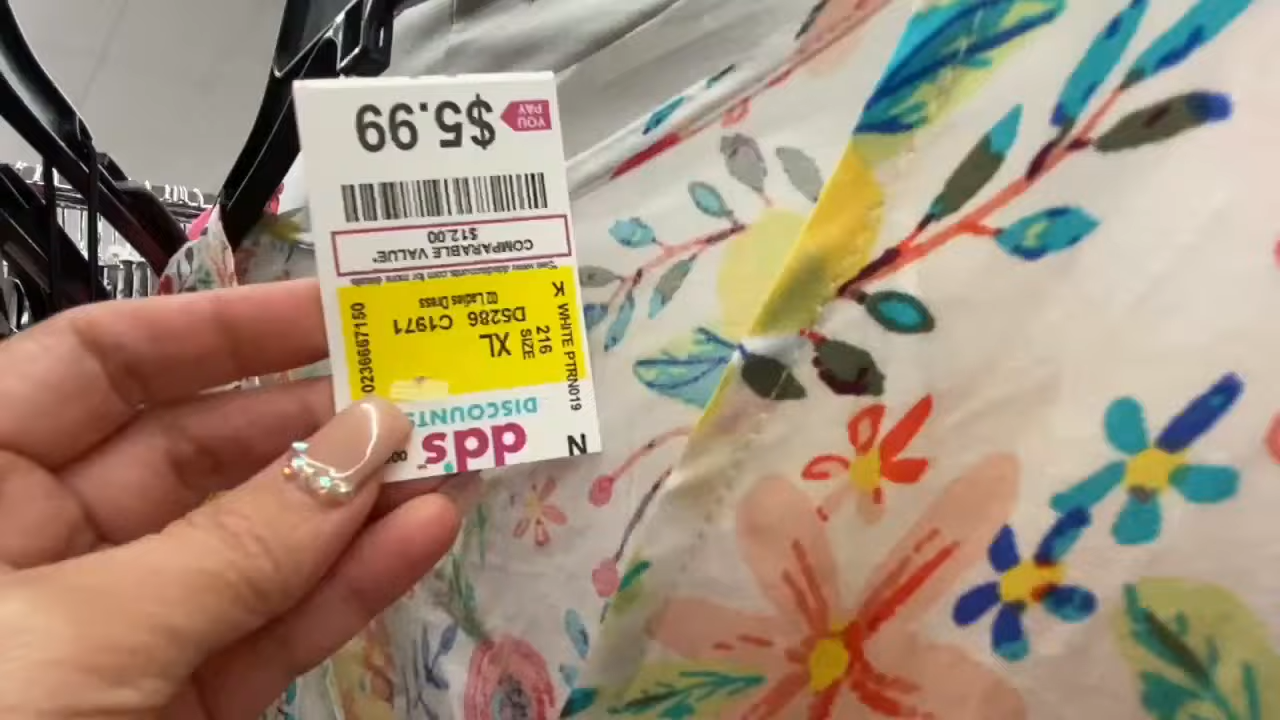 N
dd's
DISCOUNTS
SIZE XL
216
D5286 C1971
02 Ladies Dress
K WHITE PTRN019
0236667150
COMPARABLE VALUE*
$12.00
YOU PAY
$5.99